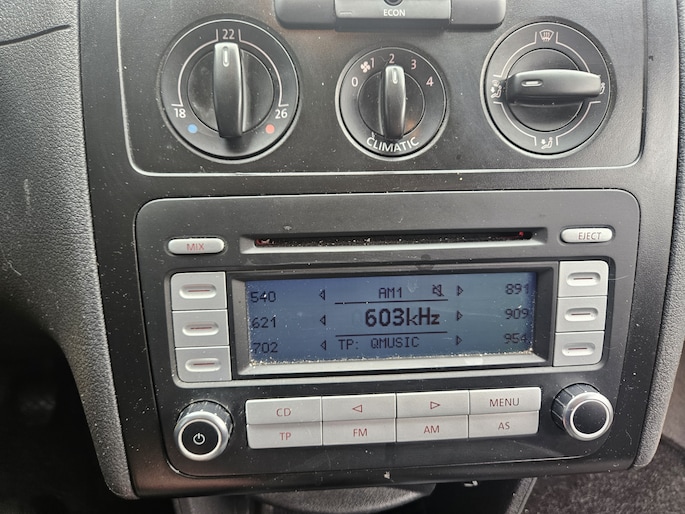 ECON
22
18
26
0
1
2
3
4
CLIMATIC
MIX
EJECT
540
AM1
891
621
603kHz
909
702
TP: QMUSIC
954
CD
MENU
TP
FM
AM
AS